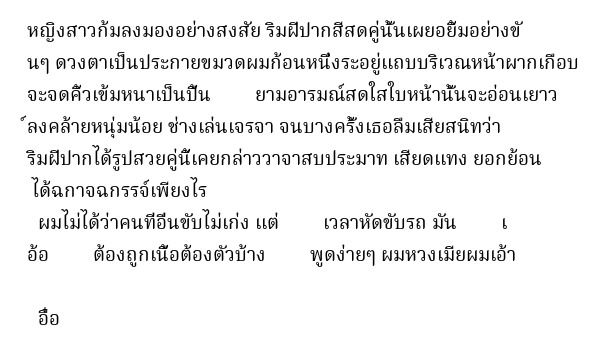 หญิงสาวก้มลงมองอย่างสงสัย ริมฝีปากสีสดคู่นั้นเผยอยิ้มอย่างขั
นๆ ดวงตาเป็นประกายขมวดผมก้อนหนึ่งระอยู่แถบบริเวณหน้าผากเกือบ
จะจดคิ้วเข้มหนาเป็นปื้น ยามอารมณ์สดใสใบหน้านั้นจะอ่อนเยาว
์ลงคล้ายหนุ่มน้อย ช่างเล่นเจรจา จนบางครั้งเธอลืมเสียสนิทว่า
ริมฝีปากได้รูปสวยคู่นี้เคยกล่าววาจาสบประมาท เสียดแทง ยอกย้อน
ได้ฉกาจฉกรรจ์เพียงไร
ผมไม่ได้ว่าคนที่อื่นขับไม่เก่ง แต่ เวลาหัดขับรถ มัน เ
อ้อ ต้องถูกเนื้อต้องตัวบ้าง พูดง่ายๆ ผมหวงเมียผมเอ้า
อื้อ